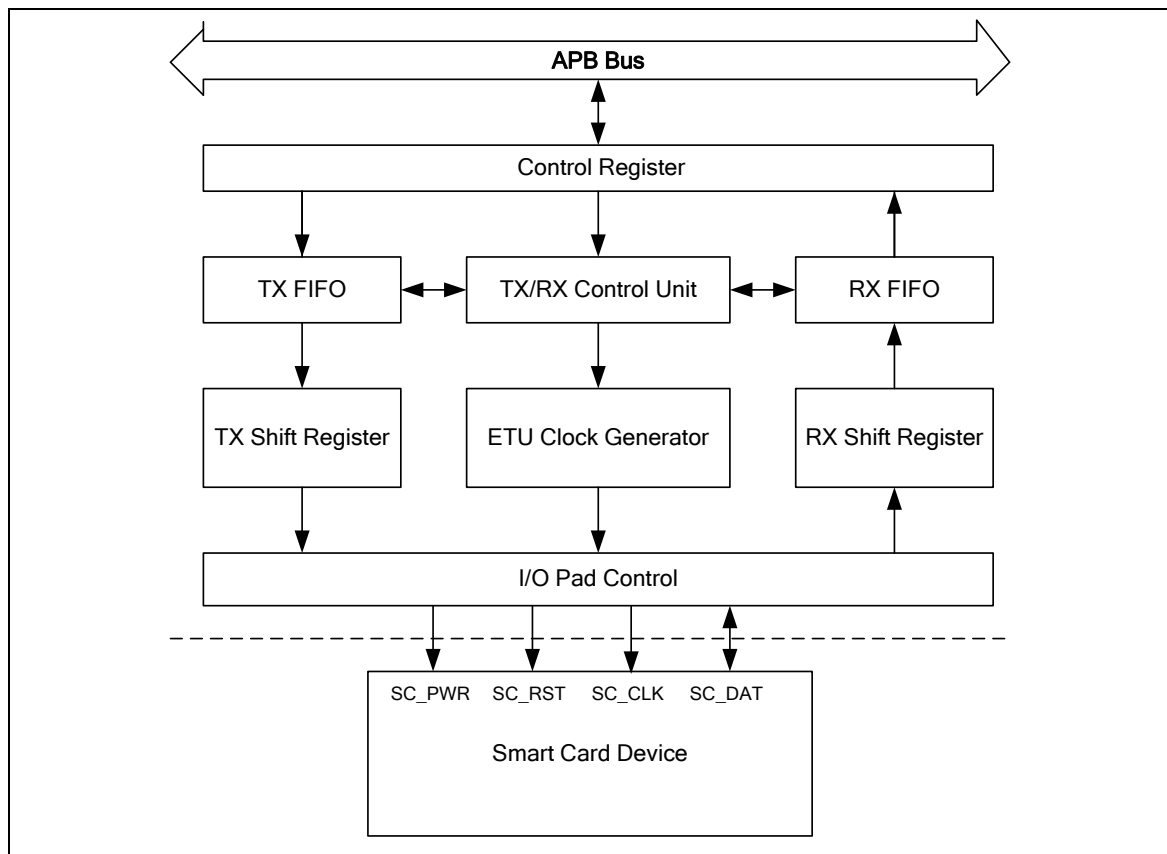 APB Bus
Control Register
TX FIFO
TX/RX Control Unit
RX FIFO
TX Shift Register
ETU Clock Generator
RX Shift Register
I/O Pad Control
SC_PWR SC_RST SC_CLK SC_DAT
Smart Card Device